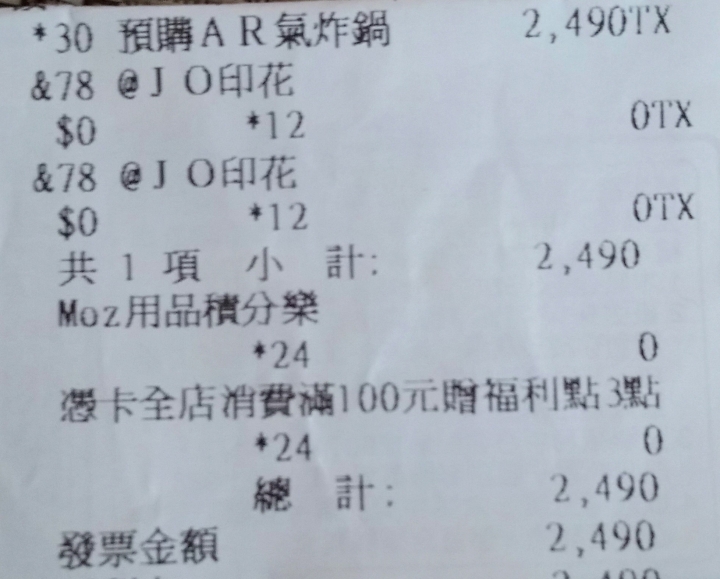 *30 預購AR氣炸鍋 2,490TX
&78 @JO印花
$0 *12 0TX
&78 @JO印花
$0 *12 0TX
共 1 項 小 計: 2,490
Moz用品積分樂
*24 0
憑卡全店消費滿100元贈福利點3點
*24 0
總 計: 2,490
發票金額 2,490